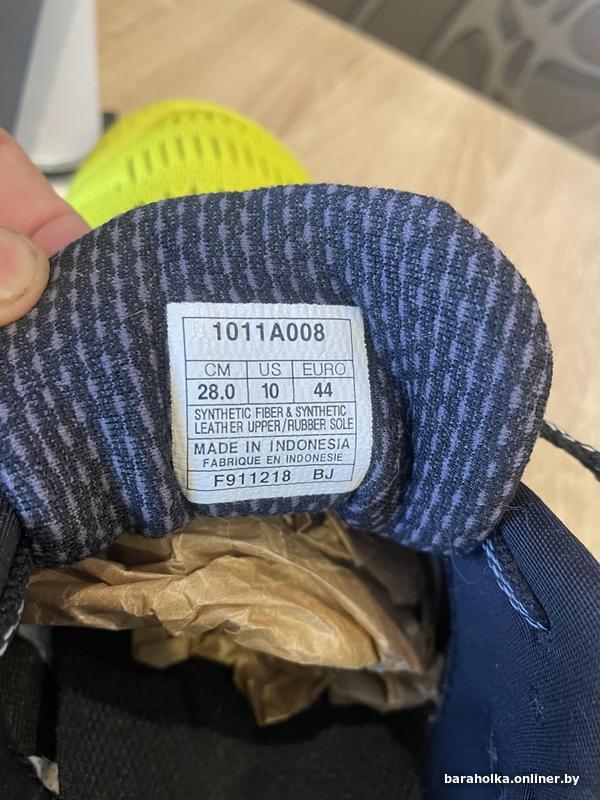 1011A008
CM US EURO
28.0 10 44
SYNTHETIC FIBER & SYNTHETIC
LEATHER UPPER/RUBBER SOLE
MADE IN INDONESIA
FABRIQUE EN INDONESIE
F911218 BJ
baraholka.onliner.by